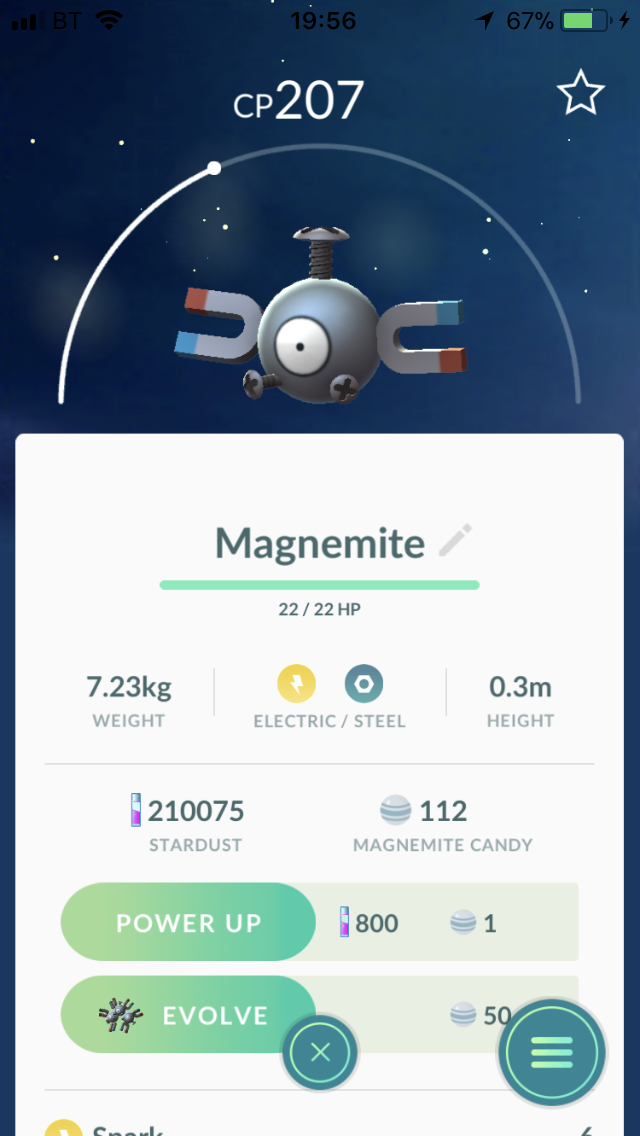 BT 19:56 67%
CP207
Magnemite
22 / 22 HP
7.23kg 0.3m
WEIGHT ELECTRIC / STEEL HEIGHT
210075 112
STARDUST MAGNEMITE CANDY
POWER UP 800 1
EVOLVE 50
Spark 6